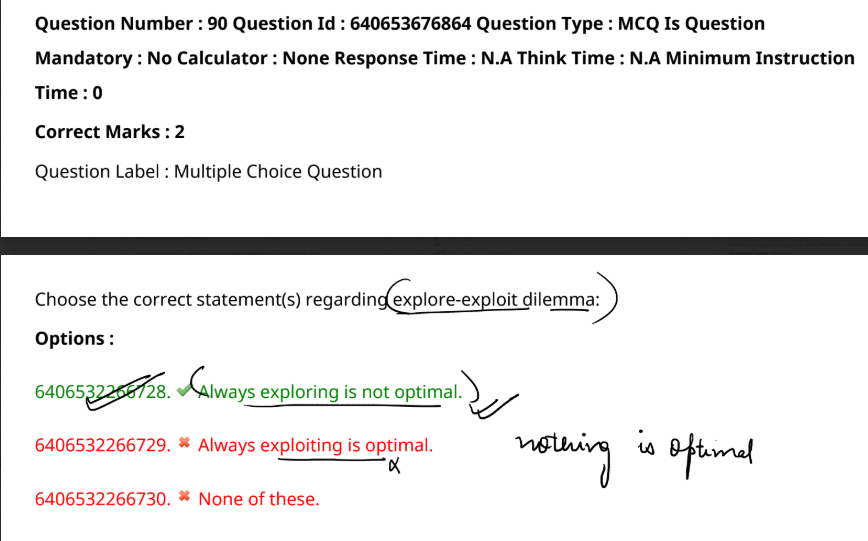 Question Number : 90 Question Id : 640653676864 Question Type : MCQ Is Question
Mandatory : No Calculator : None Response Time : N.A Think Time : N.A Minimum Instruction
Time : 0
Correct Marks : 2
Question Label : Multiple Choice Question
Choose the correct statement(s) regarding explore-exploit dilemma:
Options :
6406532266728. ✔ Always exploring is not optimal.
6406532266729. ✖ Always exploiting is optimal.
nothing is optimal
6406532266730. ✖ None of these.